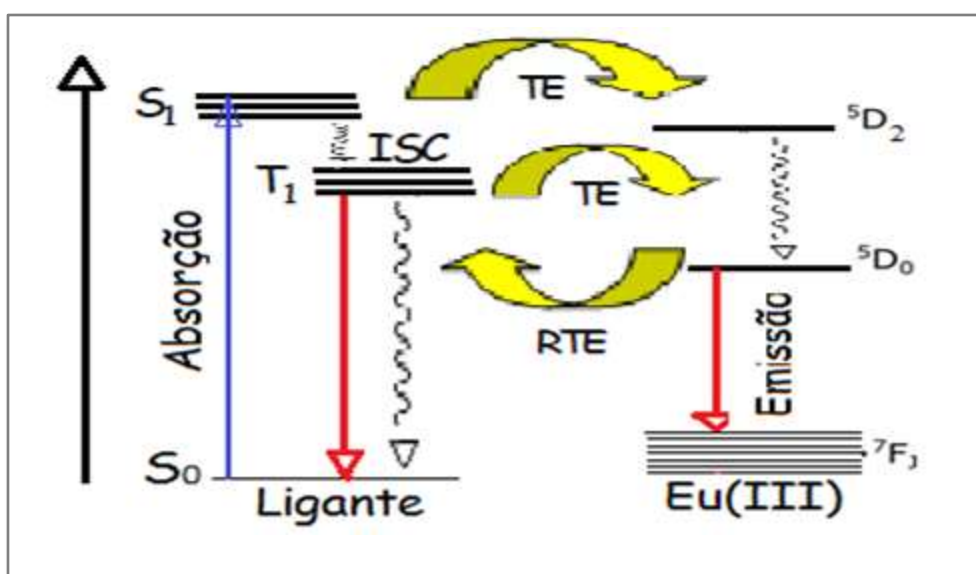 TE
S₁
⁵D₂
ISC
T₁
TE
Absorção
⁵D₀
RTE
Emissão
S₀
⁷Fⱼ
Ligante
Eu(III)